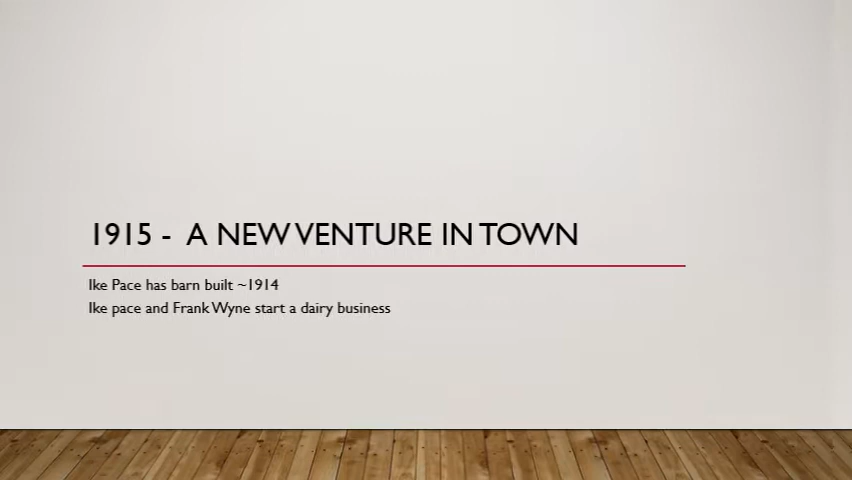 1915 - A NEW VENTURE IN TOWN
Ike Pace has barn built ~1914
Ike pace and Frank Wyne start a dairy business